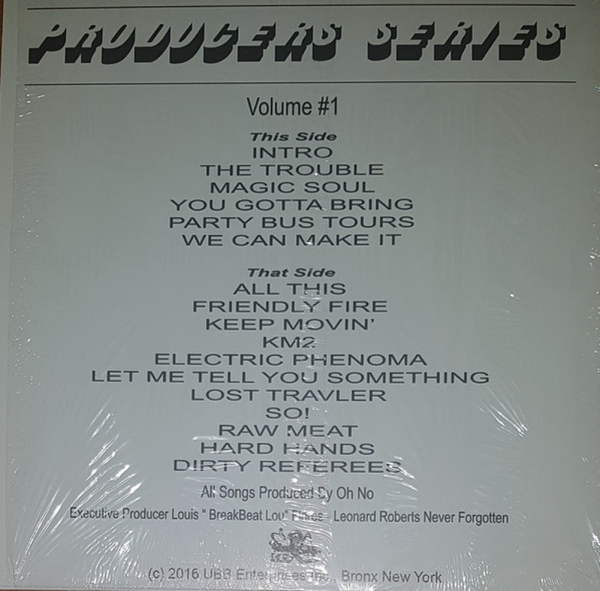 PRODUCERS SERIES
Volume #1
This Side
INTRO
THE TROUBLE
MAGIC SOUL
YOU GOTTA BRING
PARTY BUS TOURS
WE CAN MAKE IT
That Side
ALL THIS
FRIENDLY FIRE
KEEP MOVIN'
KM2
ELECTRIC PHENOMA
LET ME TELL YOU SOMETHING
LOST TRAVLER
SO!
RAW MEAT
HARD HANDS
DIRTY REFEREES
All Songs Produced By Oh No
Executive Producer Louis " BreakBeat Lou" - Leonard Roberts Never Forgotten
(c) 2016 UBB Enterprises Inc., Bronx New York